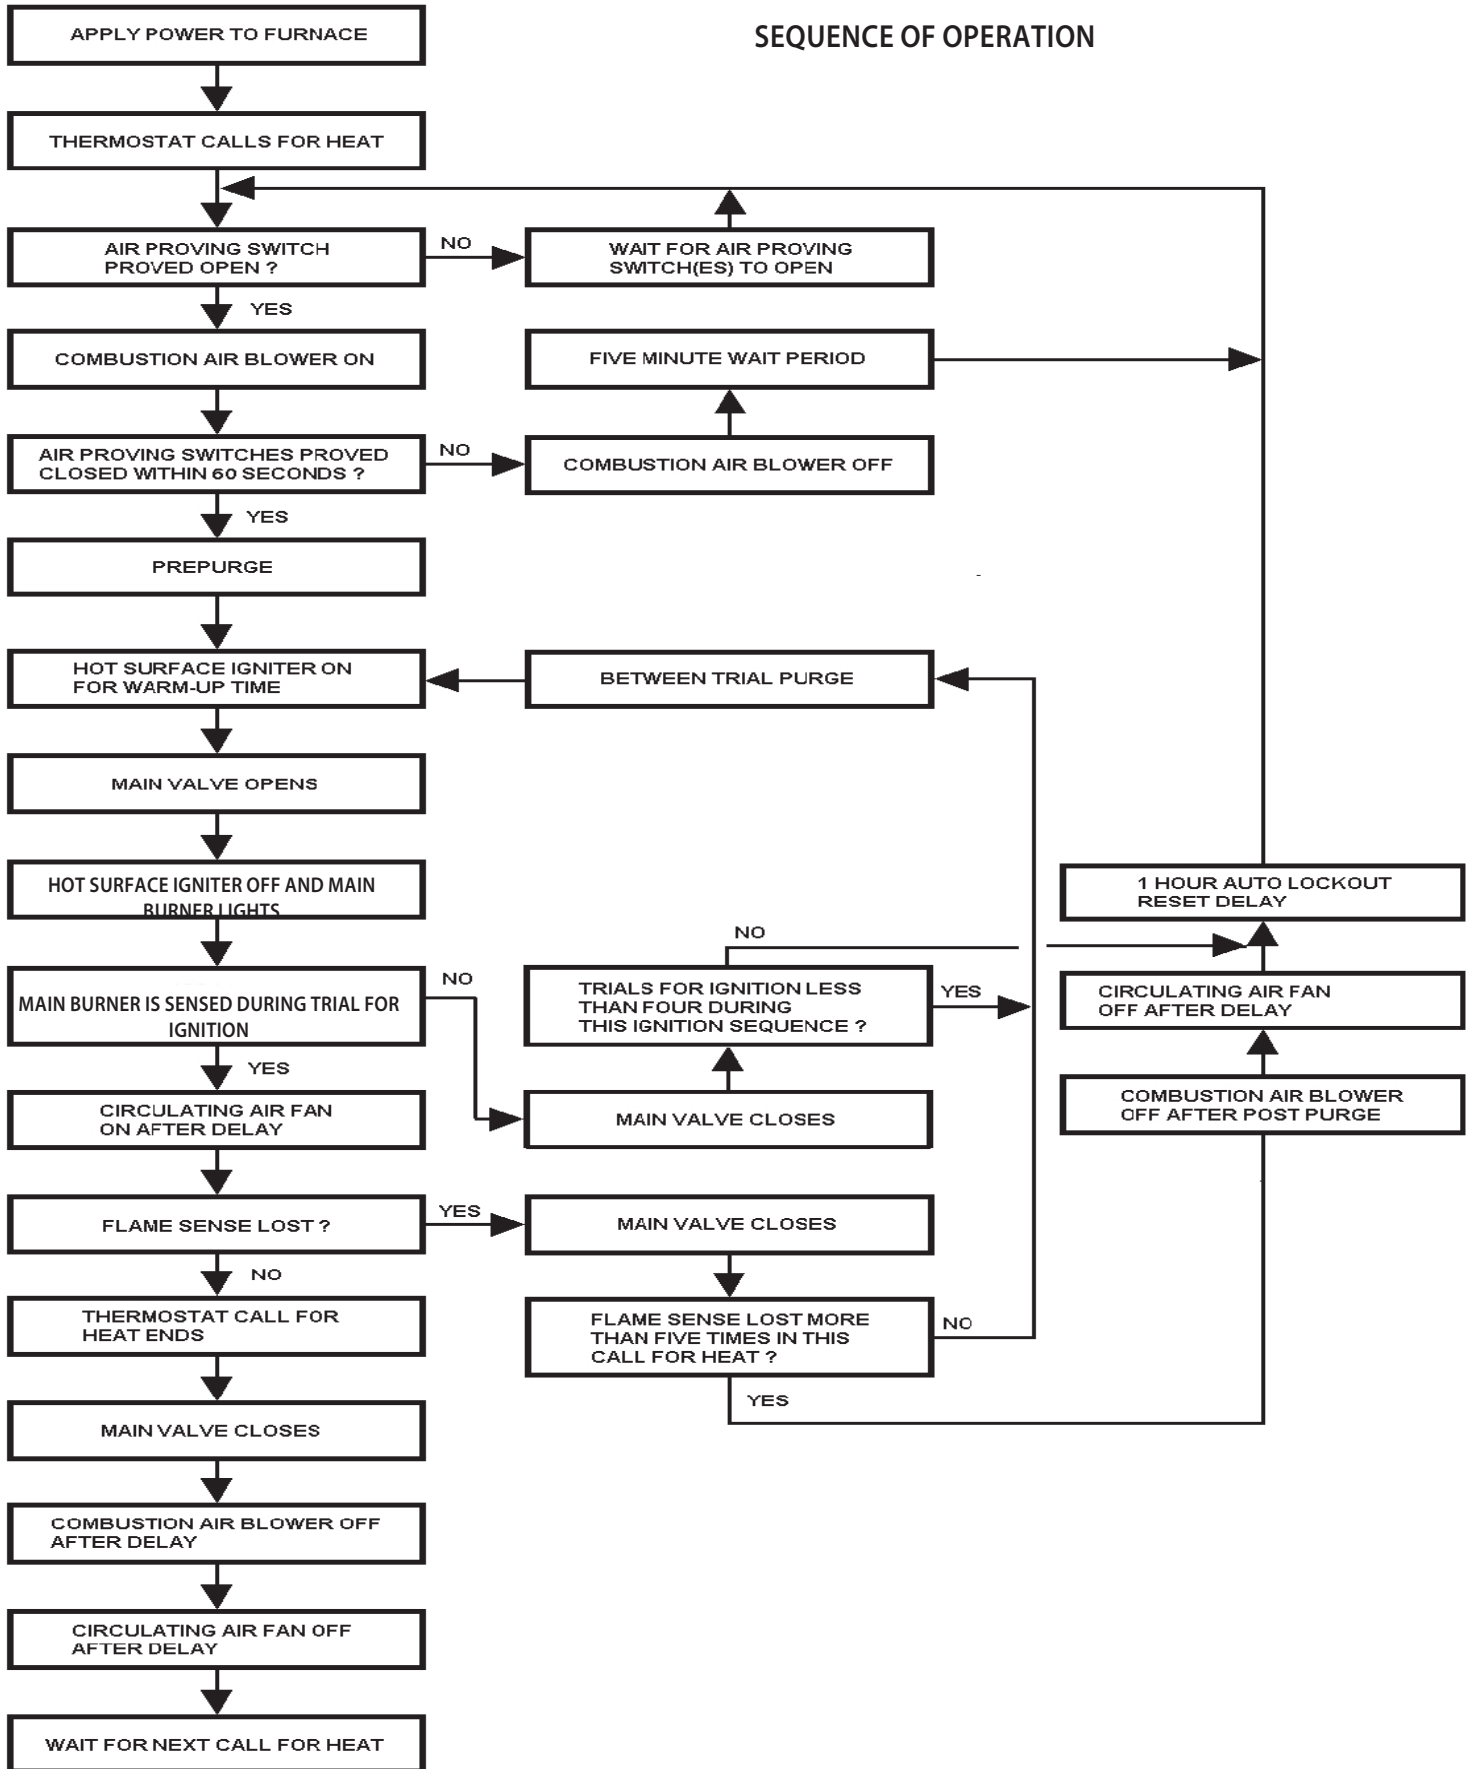 SEQUENCE OF OPERATION
APPLY POWER TO FURNACE
THERMOSTAT CALLS FOR HEAT
AIR PROVING SWITCH
PROVED OPEN ?
NO
WAIT FOR AIR PROVING
SWITCH(ES) TO OPEN
YES
COMBUSTION AIR BLOWER ON
FIVE MINUTE WAIT PERIOD
AIR PROVING SWITCHES PROVED
CLOSED WITHIN 60 SECONDS ?
NO
COMBUSTION AIR BLOWER OFF
YES
PREPURGE
HOT SURFACE IGNITER ON
FOR WARM-UP TIME
BETWEEN TRIAL PURGE
MAIN VALVE OPENS
HOT SURFACE IGNITER OFF AND MAIN
BURNER LIGHTS
1 HOUR AUTO LOCKOUT
RESET DELAY
NO
MAIN BURNER IS SENSED DURING TRIAL FOR
IGNITION
NO
TRIALS FOR IGNITION LESS
THAN FOUR DURING
THIS IGNITION SEQUENCE ?
YES
CIRCULATING AIR FAN
OFF AFTER DELAY
YES
CIRCULATING AIR FAN
ON AFTER DELAY
MAIN VALVE CLOSES
COMBUSTION AIR BLOWER
OFF AFTER POST PURGE
FLAME SENSE LOST ?
YES
MAIN VALVE CLOSES
NO
THERMOSTAT CALL FOR
HEAT ENDS
FLAME SENSE LOST MORE
THAN FIVE TIMES IN THIS
CALL FOR HEAT ?
NO
YES
MAIN VALVE CLOSES
COMBUSTION AIR BLOWER OFF
AFTER DELAY
CIRCULATING AIR FAN OFF
AFTER DELAY
WAIT FOR NEXT CALL FOR HEAT